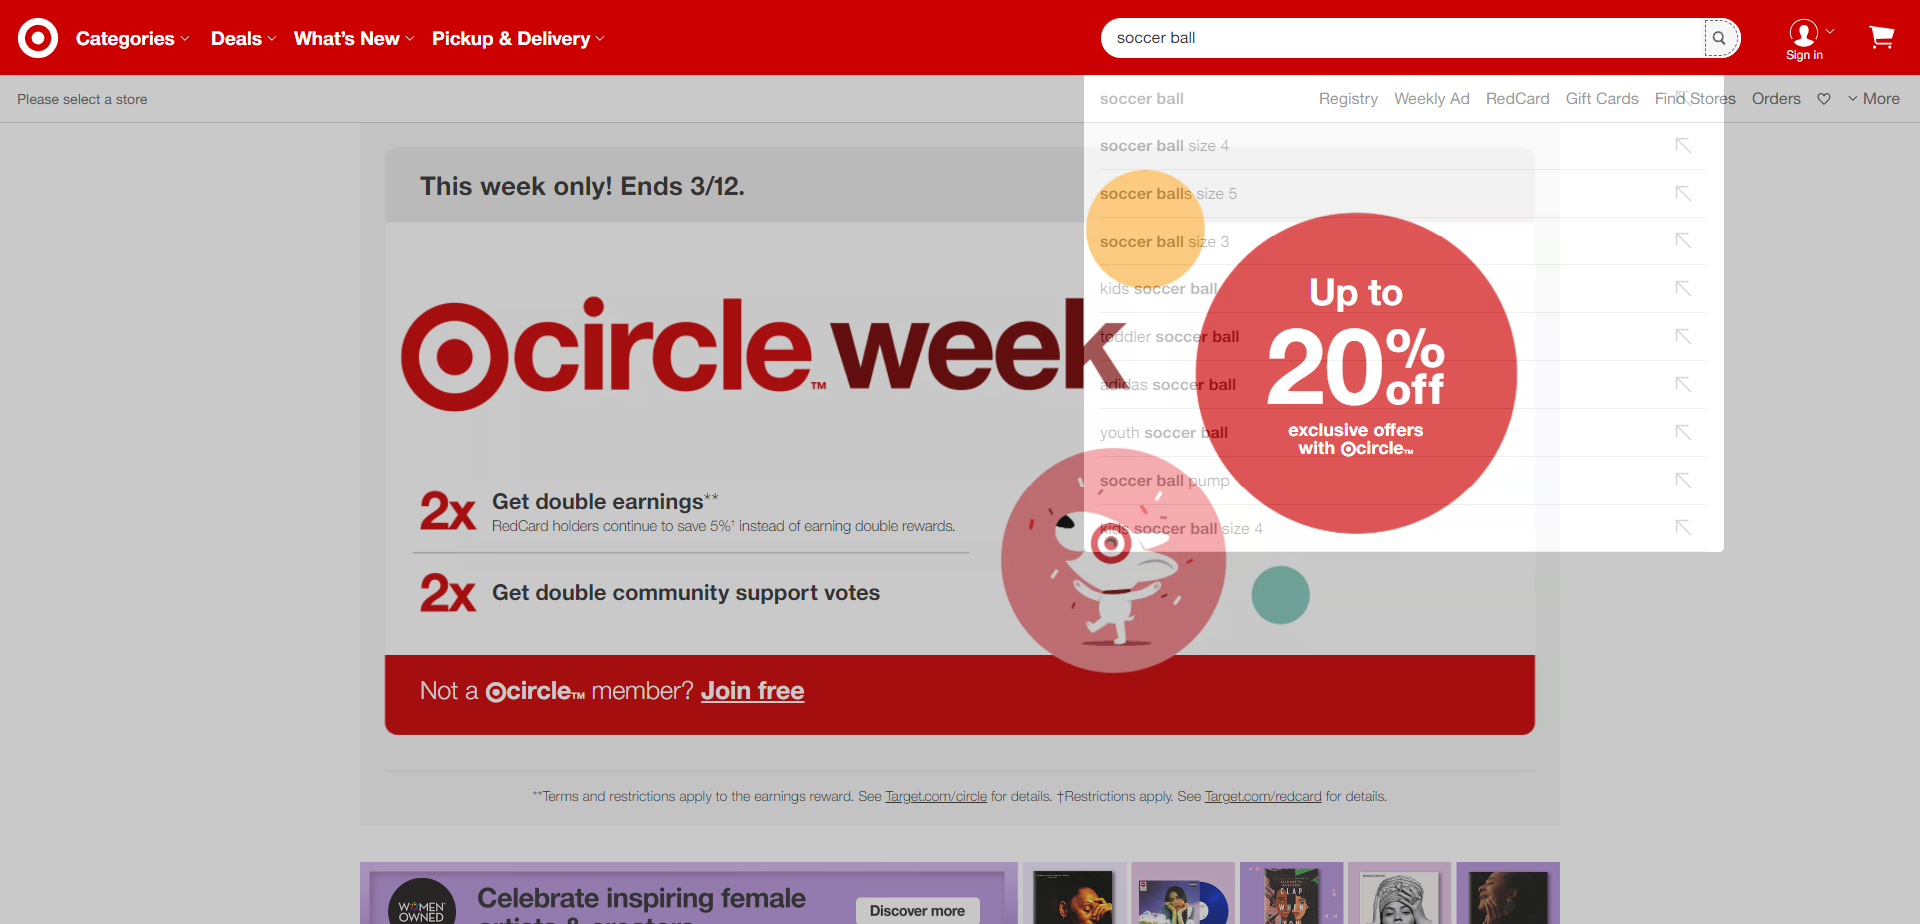 Categories Deals What's New Pickup & Delivery
soccer ball
Sign in
Please select a store
Registry Weekly Ad RedCard Gift Cards Find Stores Orders More
soccer ball
soccer ball size 4
soccer balls size 5
soccer ball size 3
kids soccer ball
toddler soccer ball
adidas soccer ball
youth soccer ball
soccer ball pump
kids soccer ball size 4
This week only! Ends 3/12.
circle™ week
Up to
20% off
exclusive offers
with circle™
2x Get double earnings**
RedCard holders continue to save 5%† instead of earning double rewards.
2x Get double community support votes
Not a circle™ member? Join free
**Terms and restrictions apply to the earnings reward. See Target.com/circle for details. †Restrictions apply. See Target.com/redcard for details.
WOMEN
OWNED
Celebrate inspiring female
artists & creators
Discover more
CLAP
WHEN
YOU